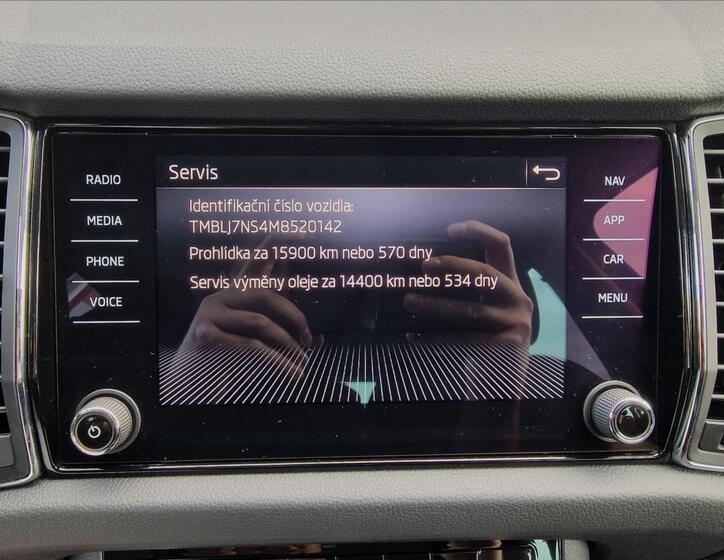 Servis
RADIO
MEDIA
PHONE
VOICE
Identifikační číslo vozidla:
TMBLJ7NS4M8520142
Prohlídka za 15900 km nebo 570 dny
Servis výměny oleje za 14400 km nebo 534 dny
NAV
APP
CAR
MENU